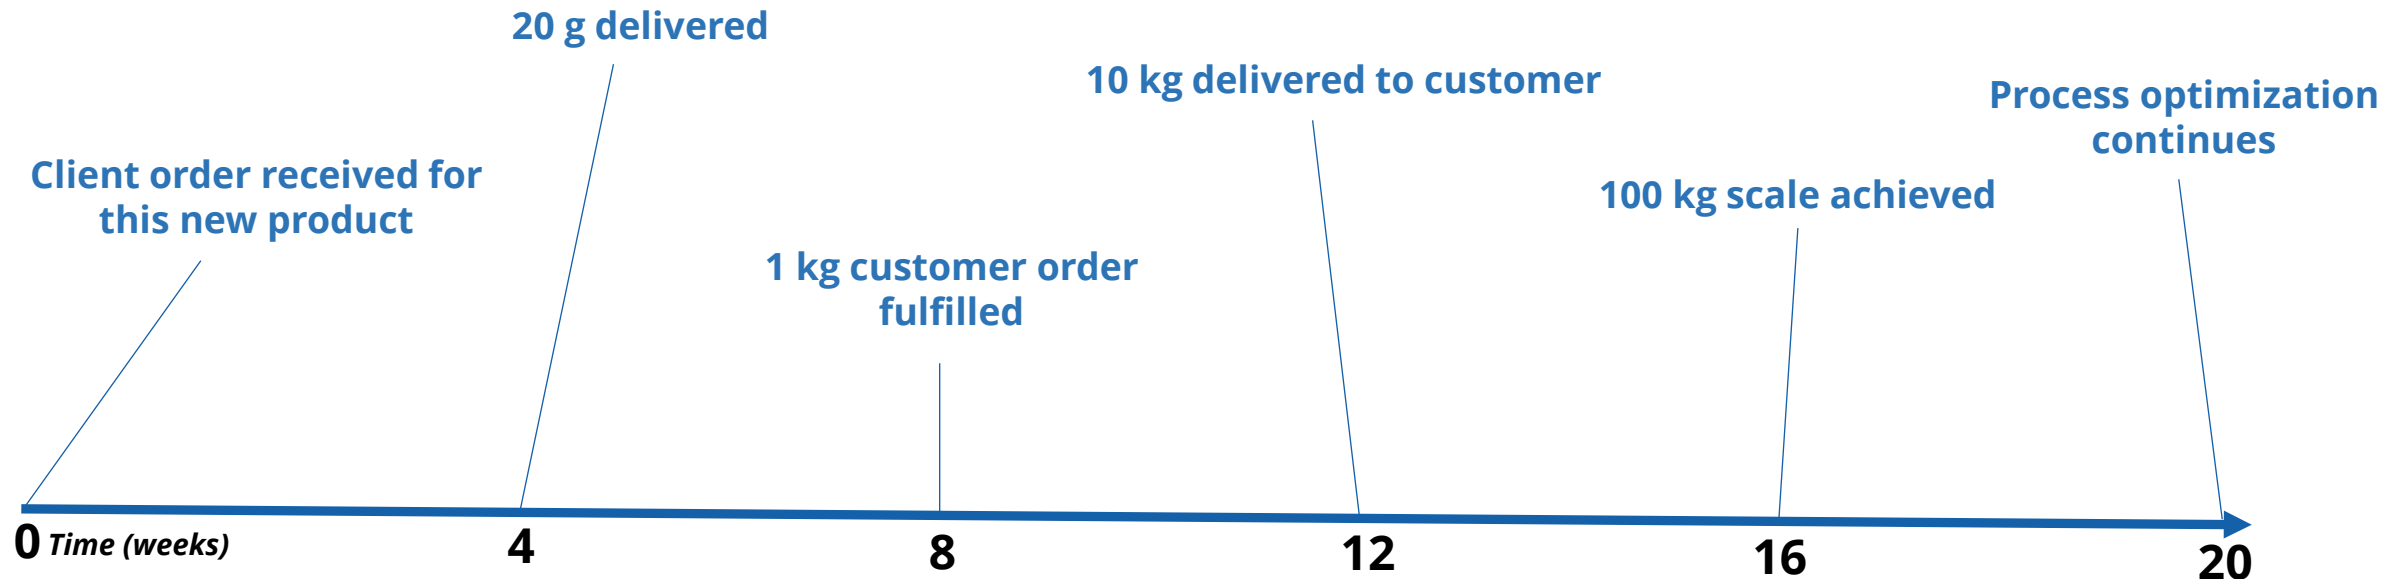 20 g delivered
10 kg delivered to customer
Process optimization
continues
Client order received for
this new product
100 kg scale achieved
1 kg customer order
fulfilled
0 Time (weeks) 4 8 12 16 20